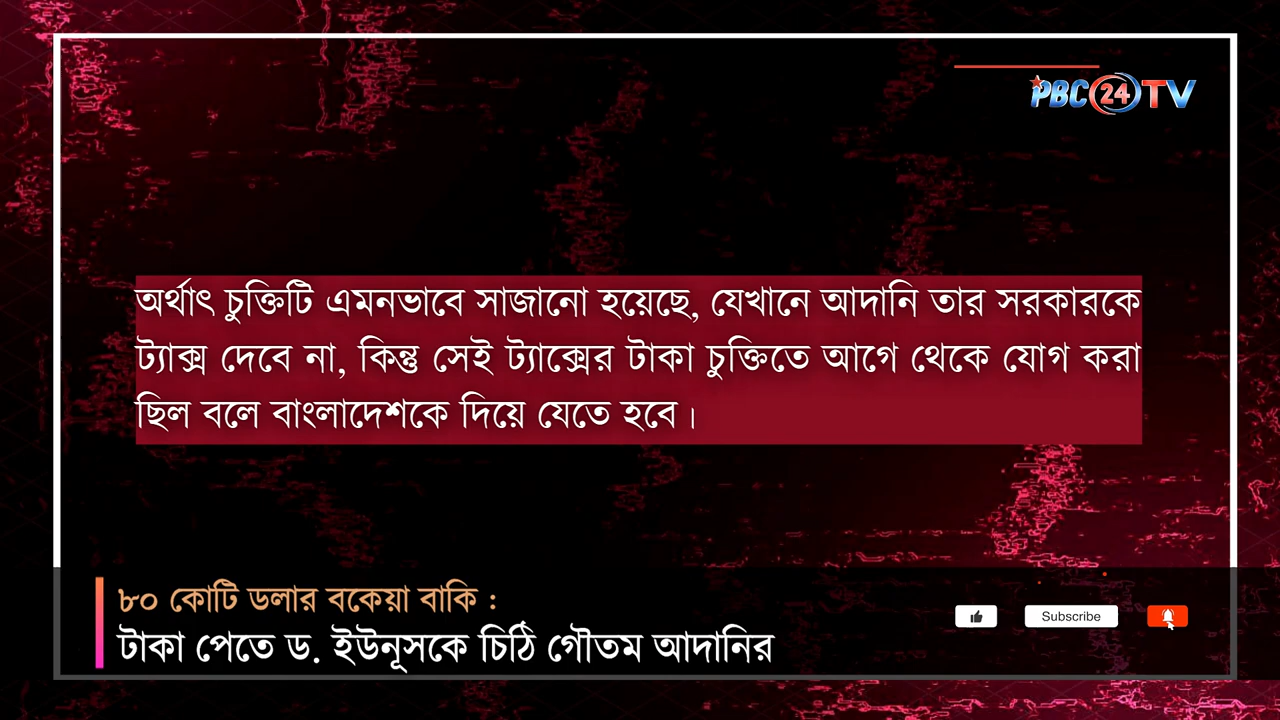 PBC 24 TV
অর্থাৎ চুক্তিটি এমনভাবে সাজানো হয়েছে, যেখানে আদানি তার সরকারকে
ট্যাক্স দেবে না, কিন্তু সেই ট্যাক্সের টাকা চুক্তিতে আগে থেকে যোগ করা
ছিল বলে বাংলাদেশকে দিয়ে যেতে হবে।
৮০ কোটি ডলার বকেয়া বাকি :
টাকা পেতে ড. ইউনূসকে চিঠি গৌতম আদানির
Subscribe